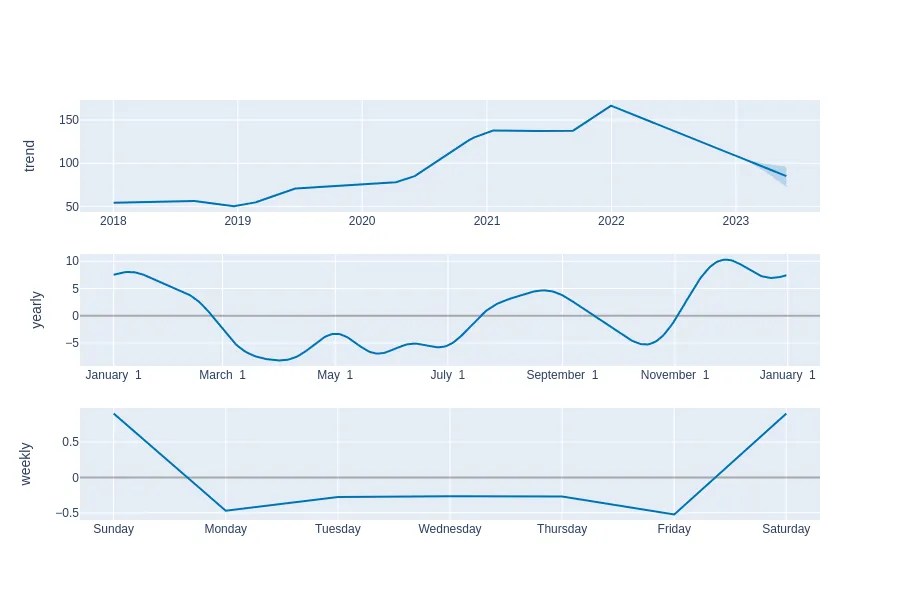 trend
150
100
50
2018 2019 2020 2021 2022 2023
yearly
10
5
0
−5
January 1 March 1 May 1 July 1 September 1 November 1 January 1
weekly
0.5
0
−0.5
Sunday Monday Tuesday Wednesday Thursday Friday Saturday